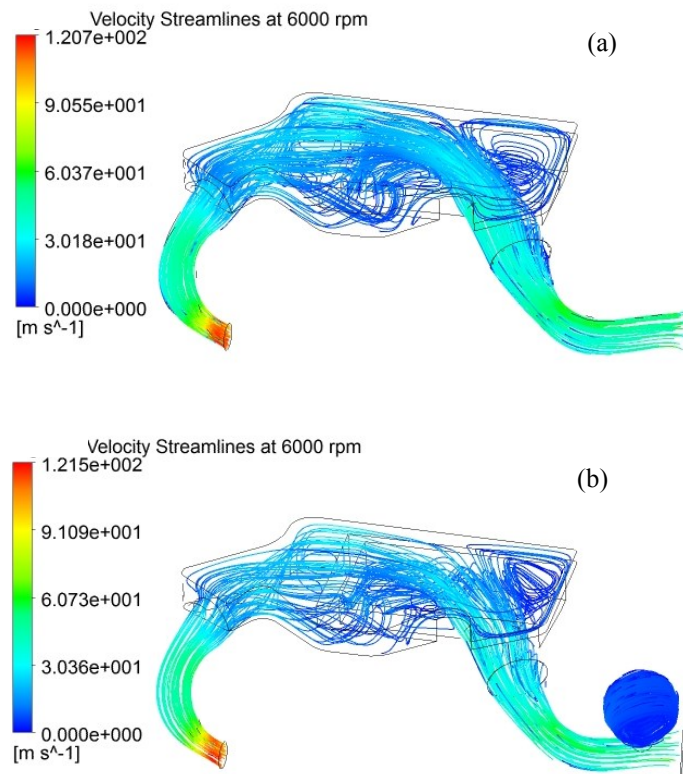 Velocity Streamlines at 6000 rpm
(a)
1.207e+002
9.055e+001
6.037e+001
3.018e+001
0.000e+000
[m s^-1]
Velocity Streamlines at 6000 rpm
(b)
1.215e+002
9.109e+001
6.073e+001
3.036e+001
0.000e+000
[m s^-1]